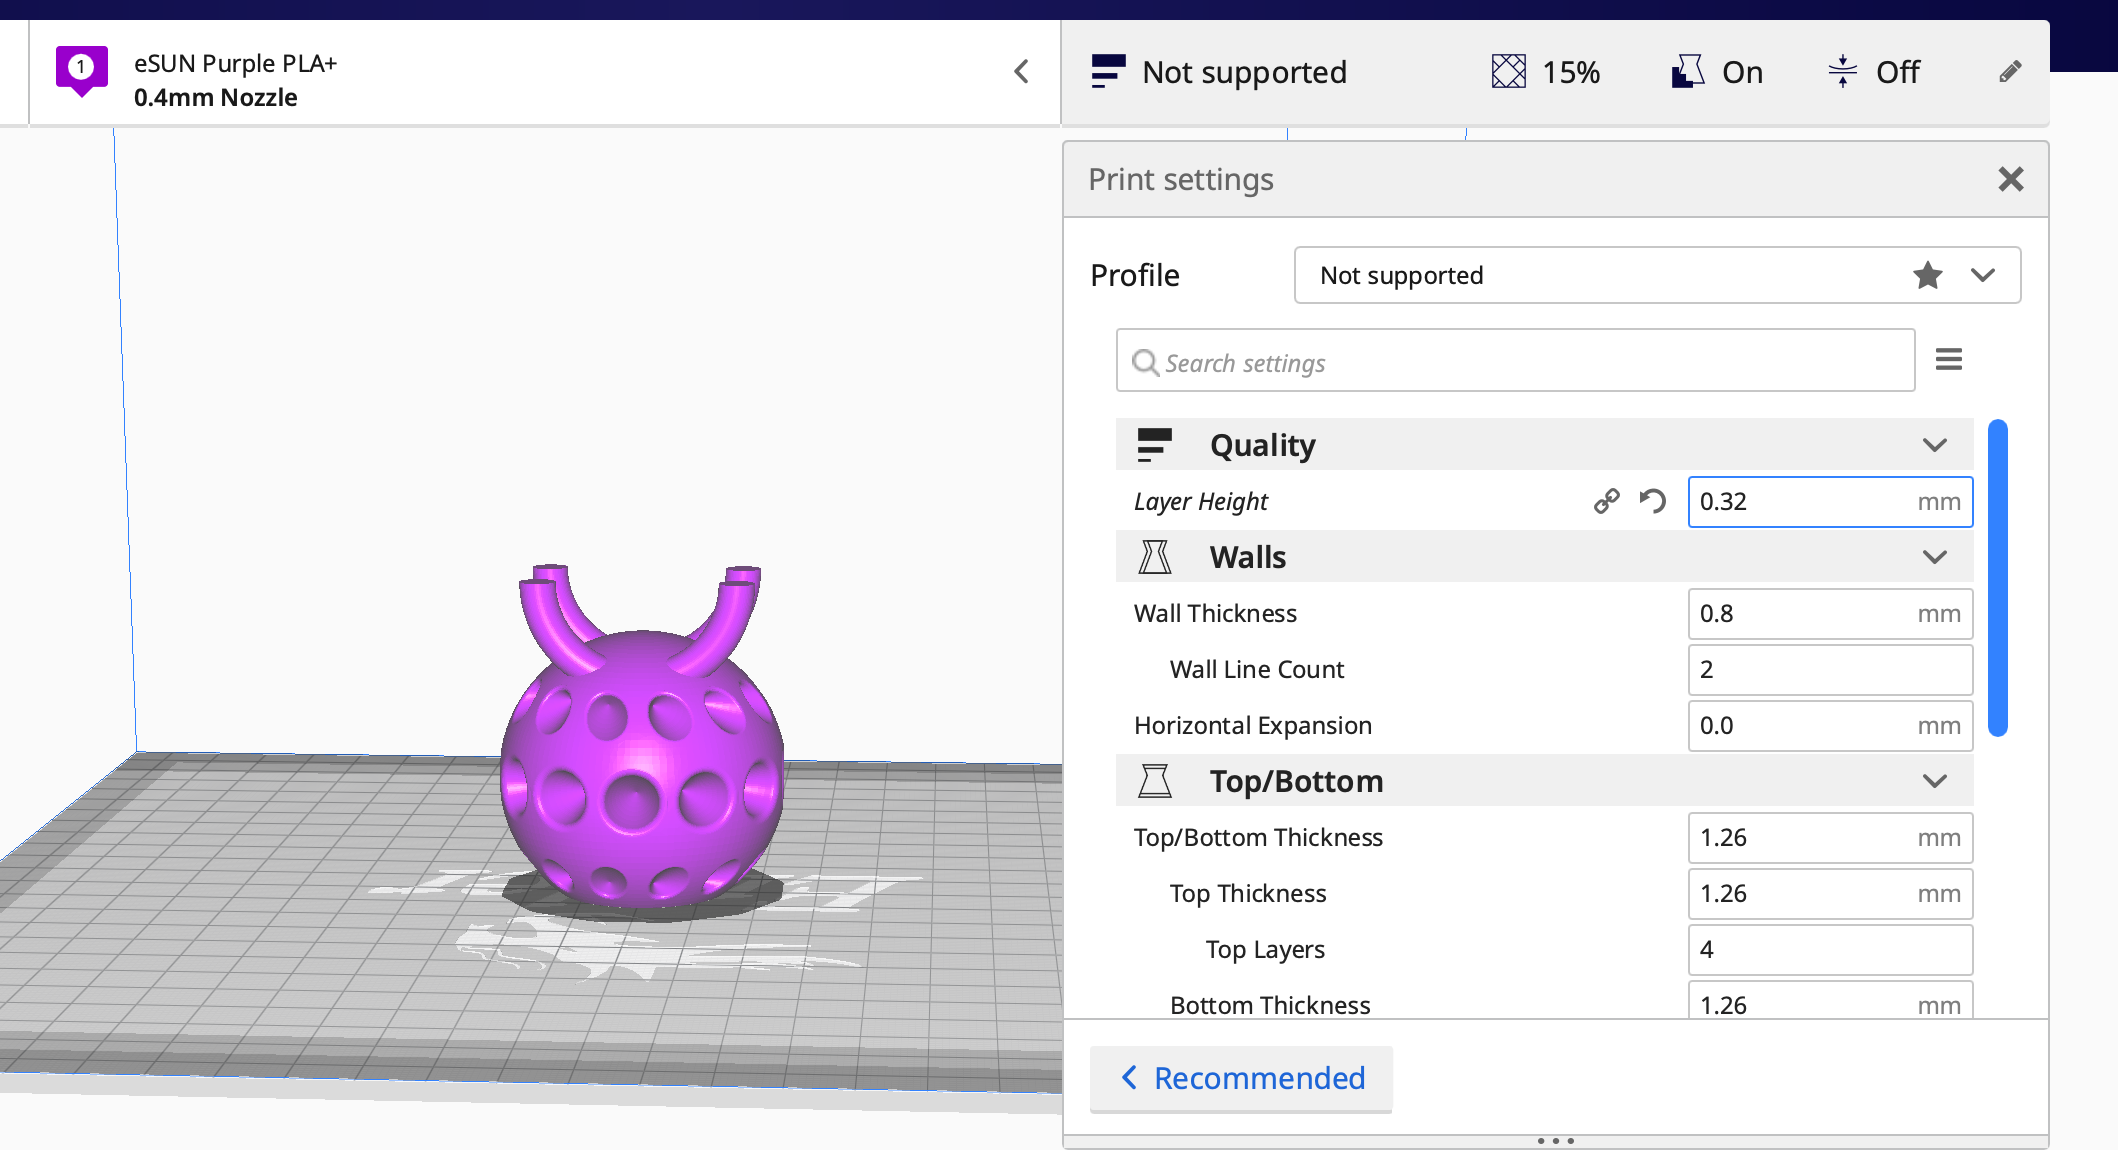 1
eSUN Purple PLA+
0.4mm Nozzle
Not supported
15%
On
Off
Print settings
Profile
Not supported
Search settings
Quality
Layer Height
0.32 mm
Walls
Wall Thickness
0.8 mm
Wall Line Count
2
Horizontal Expansion
0.0 mm
Top/Bottom
Top/Bottom Thickness
1.26 mm
Top Thickness
1.26 mm
Top Layers
4
Bottom Thickness
1.26 mm
Recommended